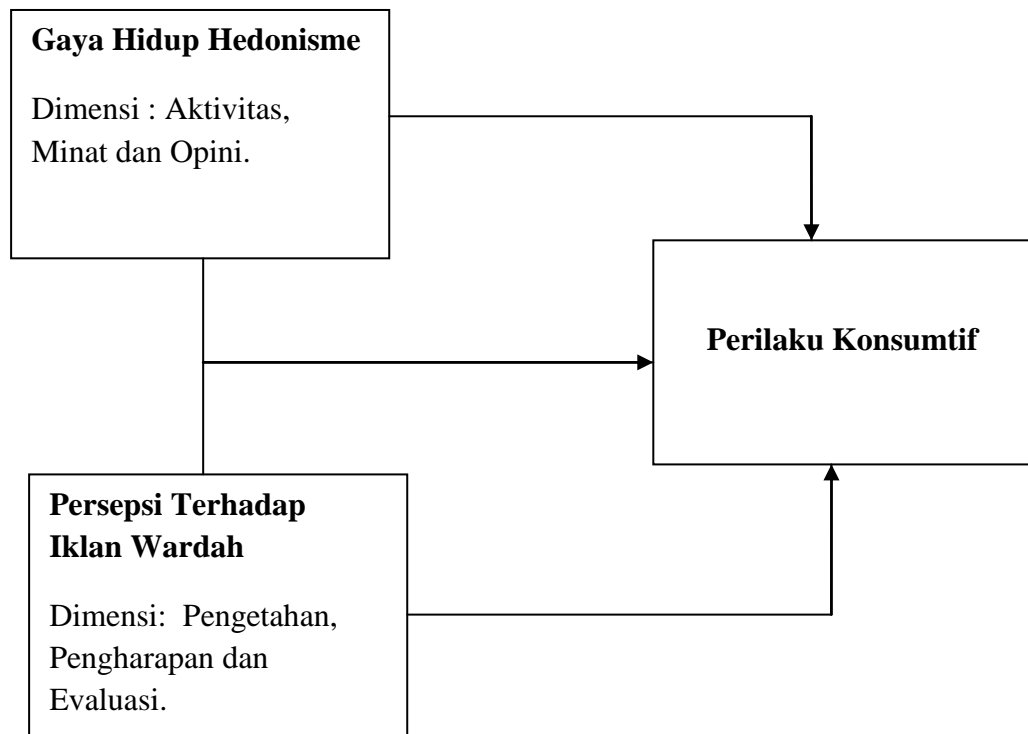 Gaya Hidup Hedonisme
Dimensi : Aktivitas,
Minat dan Opini.
Perilaku Konsumtif
Persepsi Terhadap
Iklan Wardah
Dimensi:  Pengetahan,
Pengharapan dan
Evaluasi.